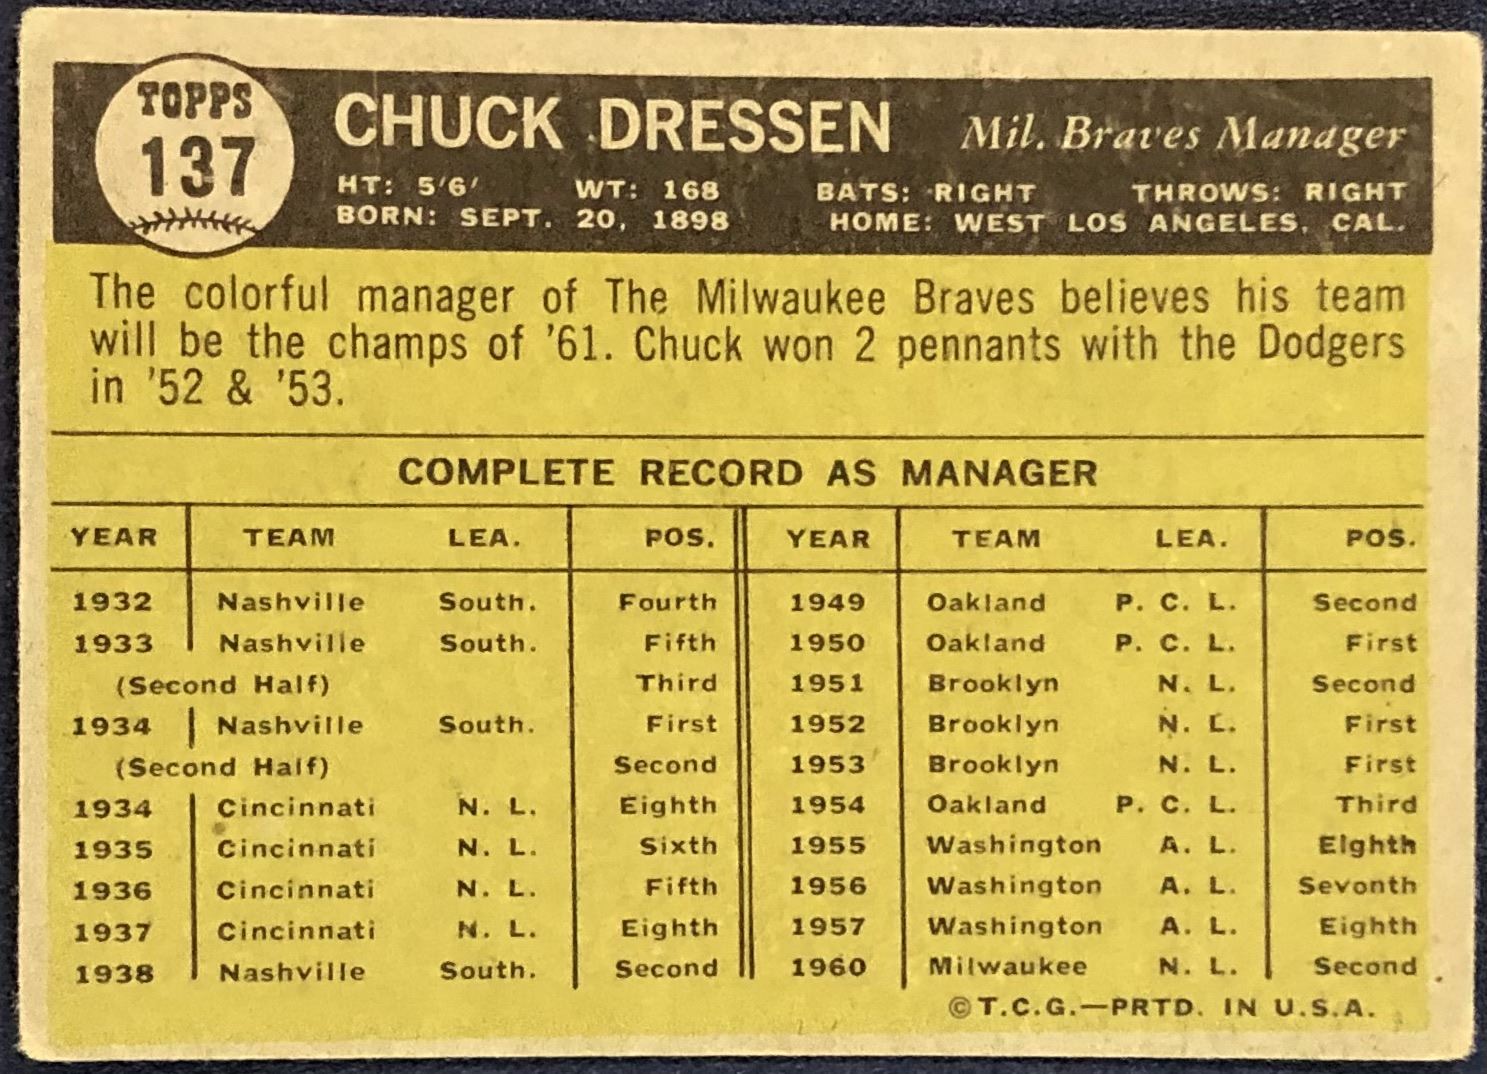 TOPPS
137
CHUCK DRESSEN Mil. Braves Manager
HT: 5'6' WT: 168 BATS: RIGHT THROWS: RIGHT
BORN: SEPT. 20, 1898 HOME: WEST LOS ANGELES, CAL.
The colorful manager of The Milwaukee Braves believes his team
will be the champs of '61. Chuck won 2 pennants with the Dodgers
in '52 & '53.
COMPLETE RECORD AS MANAGER
YEAR TEAM LEA. POS. YEAR TEAM LEA. POS.
1932 Nashville South. Fourth 1949 Oakland P. C. L. Second
1933 Nashville South. Fifth 1950 Oakland P. C. L. First
(Second Half) Third 1951 Brooklyn N. L. Second
1934 Nashville South. First 1952 Brooklyn N. L. First
(Second Half) Second 1953 Brooklyn N. L. First
1934 Cincinnati N. L. Eighth 1954 Oakland P. C. L. Third
1935 Cincinnati N. L. Sixth 1955 Washington A. L. Eighth
1936 Cincinnati N. L. Fifth 1956 Washington A. L. Sevonth
1937 Cincinnati N. L. Eighth 1957 Washington A. L. Eighth
1938 Nashville South. Second 1960 Milwaukee N. L. Second
©T.C.G.—PRTD. IN U.S.A.